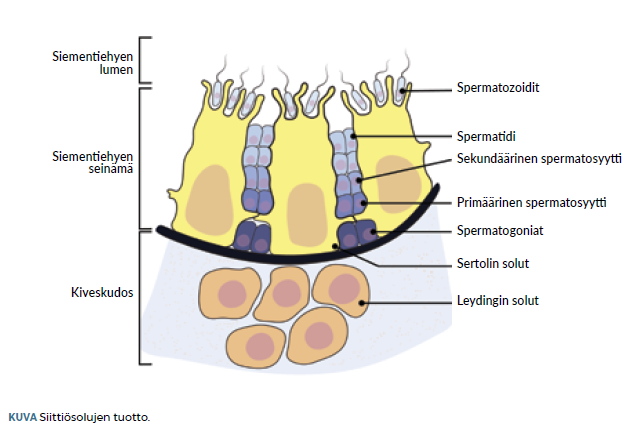 Siementiehyen
lumen
Siementiehyen
seinämä
Kiveskudos
Spermatozoidit
Spermatidi
Sekundäärinen spermatosyytti
Primäärinen spermatosyytti
Spermatogoniat
Sertolin solut
Leydingin solut
KUVA Siittiösolujen tuotto.